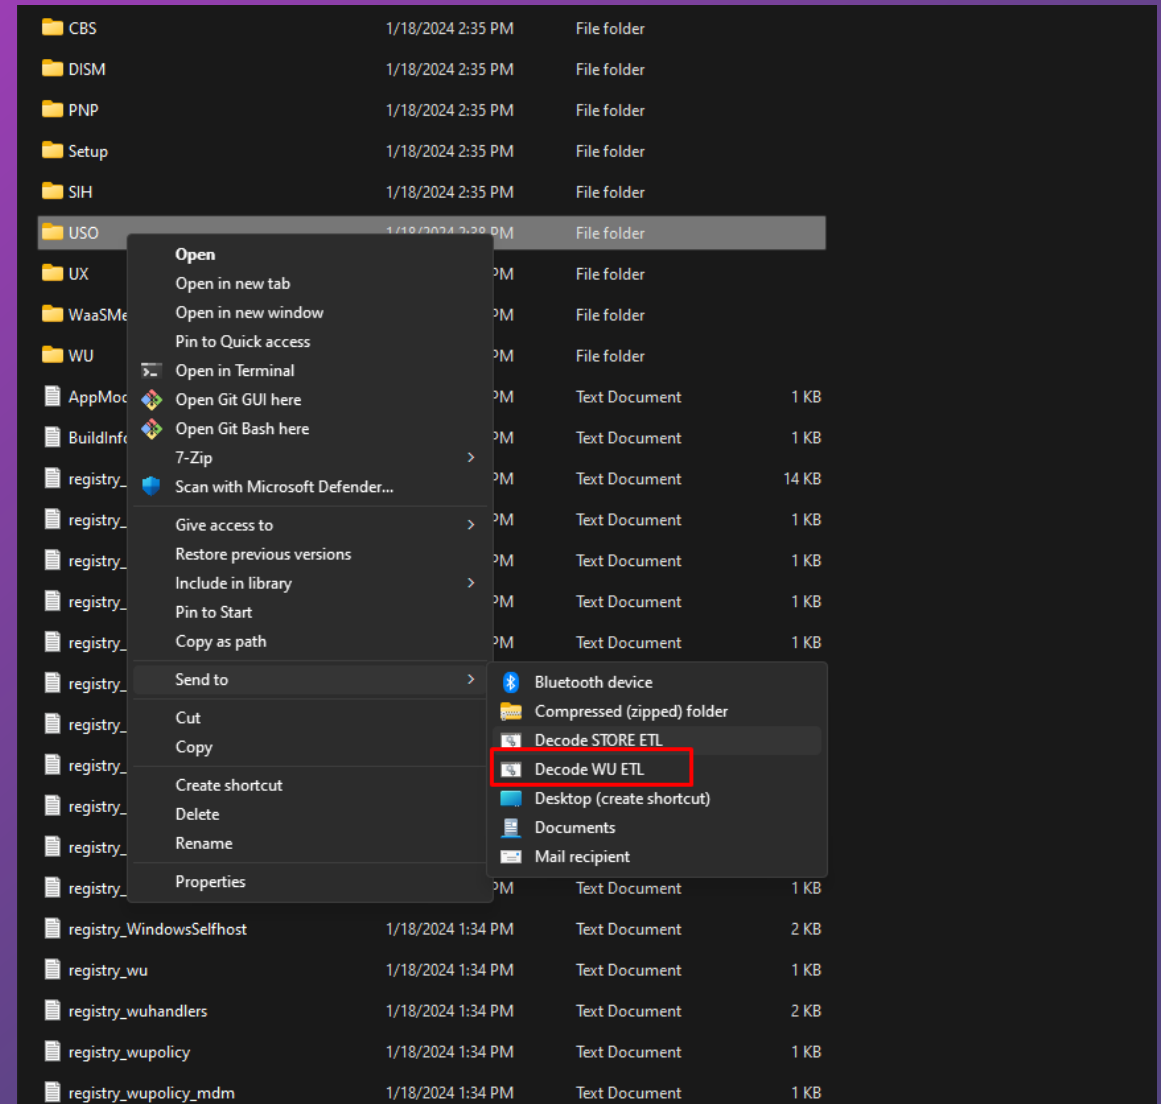 CBS 1/18/2024 2:35 PM File folder
DISM 1/18/2024 2:35 PM File folder
PNP 1/18/2024 2:35 PM File folder
Setup 1/18/2024 2:35 PM File folder
SIH 1/18/2024 2:35 PM File folder
USO 1/18/2024 2:38 PM File folder
UX PM File folder
WaaSMe PM File folder
WU PM File folder
AppMod PM Text Document 1 KB
BuildInfo PM Text Document 1 KB
registry_ PM Text Document 14 KB
registry_ PM Text Document 1 KB
registry_ PM Text Document 1 KB
registry_ PM Text Document 1 KB
registry_ PM Text Document 1 KB
registry_
registry_
registry_
registry_
registry_
registry_ PM Text Document 1 KB
registry_WindowsSelfhost 1/18/2024 1:34 PM Text Document 2 KB
registry_wu 1/18/2024 1:34 PM Text Document 1 KB
registry_wuhandlers 1/18/2024 1:34 PM Text Document 2 KB
registry_wupolicy 1/18/2024 1:34 PM Text Document 1 KB
registry_wupolicy_mdm 1/18/2024 1:34 PM Text Document 1 KB
Open
Open in new tab
Open in new window
Pin to Quick access
Open in Terminal
Open Git GUI here
Open Git Bash here
7-Zip
Scan with Microsoft Defender...
Give access to
Restore previous versions
Include in library
Pin to Start
Copy as path
Send to
Cut
Copy
Create shortcut
Delete
Rename
Properties
Bluetooth device
Compressed (zipped) folder
Decode STORE ETL
Decode WU ETL
Desktop (create shortcut)
Documents
Mail recipient